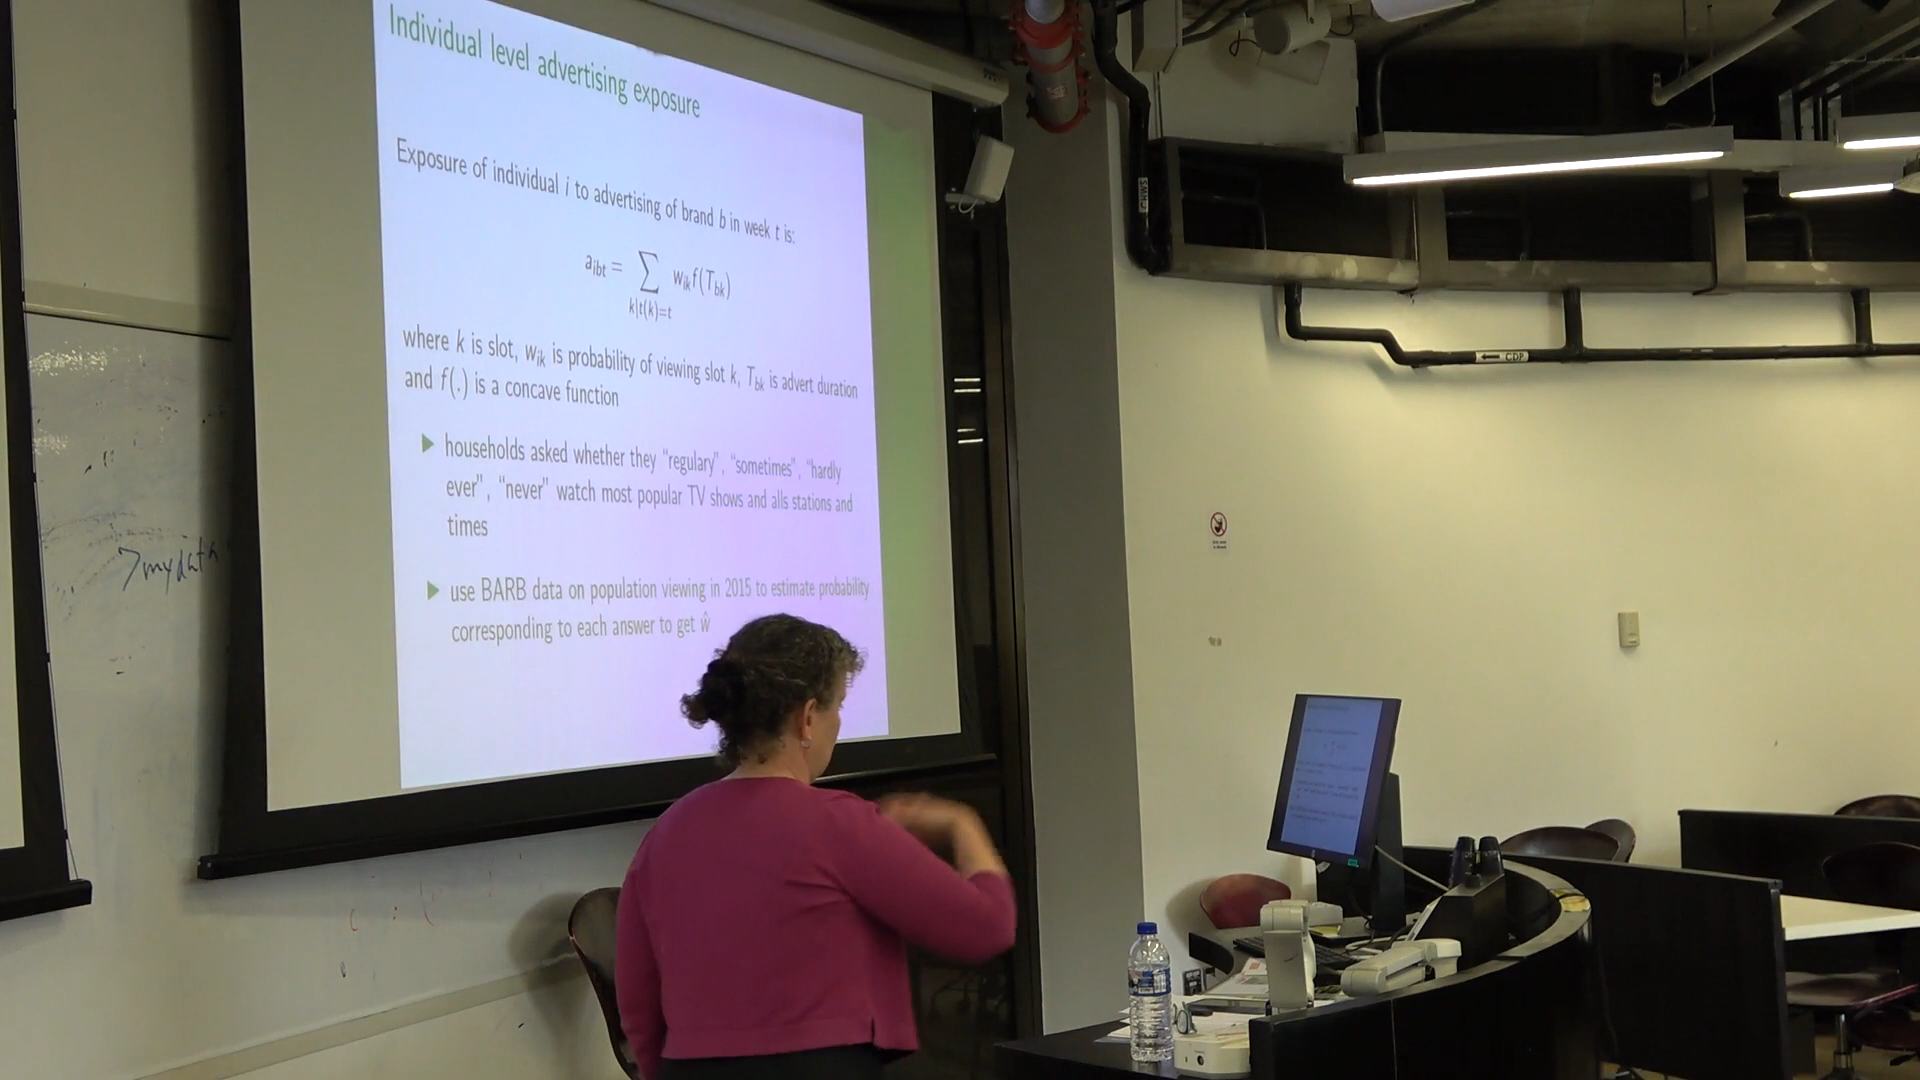 Individual level advertising exposure
Exposure of individual i to advertising of brand b in week t is:
a_ibt = ∑ w_ik f(T_bk)
k|t(k)=t
where k is slot, w_ik is probability of viewing slot k, T_bk is advert duration
and f(.) is a concave function
▶ households asked whether they “regulary”, “sometimes”, “hardly
ever”, “never” watch most popular TV shows and alls stations and
times
▶ use BARB data on population viewing in 2015 to estimate probability
corresponding to each answer to get ŵ
>mydata
CHWS
← CDP